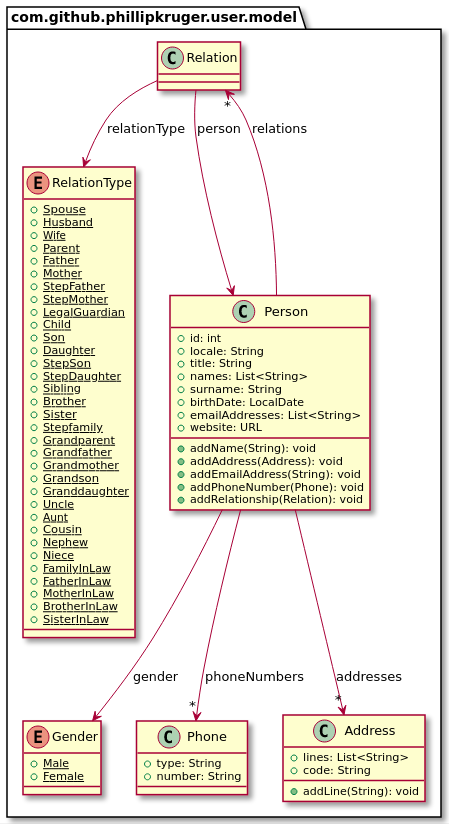 com.github.phillipkruger.user.model
C Relation
relationType
person
*
relations
E RelationType
Spouse
Husband
Wife
Parent
Father
Mother
StepFather
StepMother
LegalGuardian
Child
Son
Daughter
StepSon
StepDaughter
Sibling
Brother
Sister
Stepfamily
Grandparent
Grandfather
Grandmother
Grandson
Granddaughter
Uncle
Aunt
Cousin
Nephew
Niece
FamilyInLaw
FatherInLaw
MotherInLaw
BrotherInLaw
SisterInLaw
C Person
id: int
locale: String
title: String
names: List<String>
surname: String
birthDate: LocalDate
emailAddresses: List<String>
website: URL
addName(String): void
addAddress(Address): void
addEmailAddress(String): void
addPhoneNumber(Phone): void
addRelationship(Relation): void
gender
phoneNumbers
*
addresses
*
E Gender
Male
Female
C Phone
type: String
number: String
C Address
lines: List<String>
code: String
addLine(String): void